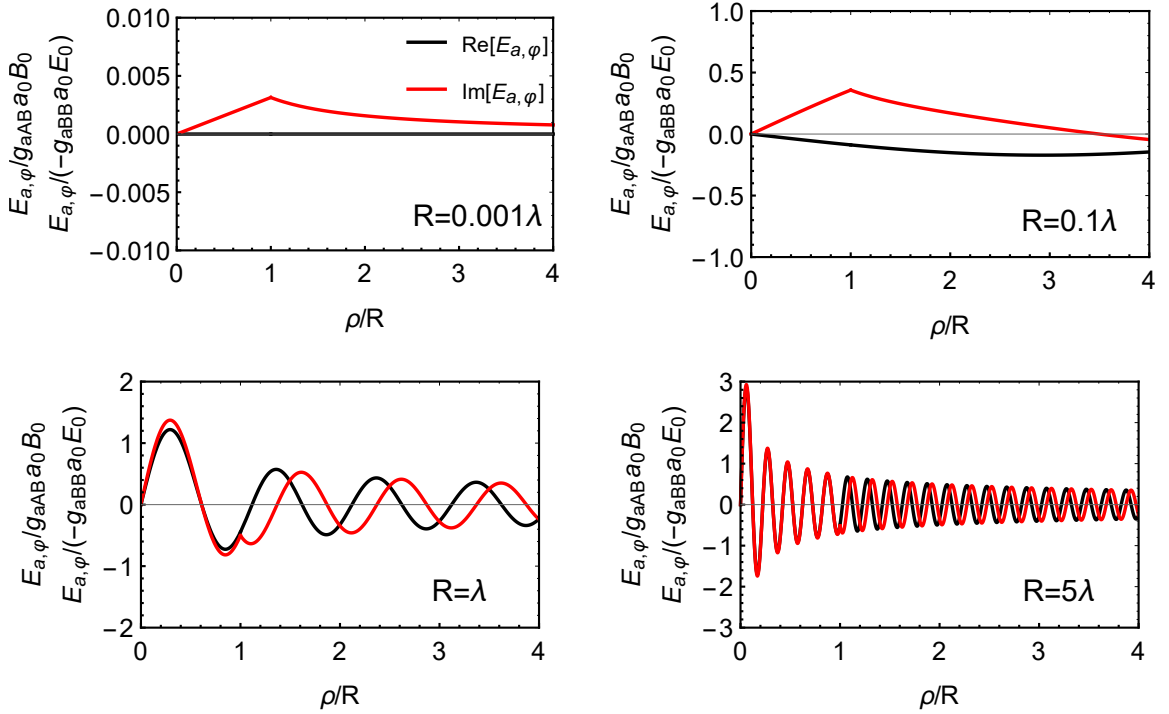 E_{a,φ}/g_{aAB}a_0B_0
E_{a,φ}/(-g_{aBB}a_0E_0)
0.010
0.005
0.000
−0.005
−0.010
Re[E_{a,φ}]
Im[E_{a,φ}]
R=0.001λ
0 1 2 3 4
ρ/R
E_{a,φ}/g_{aAB}a_0B_0
E_{a,φ}/(-g_{aBB}a_0E_0)
1.0
0.5
0.0
−0.5
−1.0
R=0.1λ
0 1 2 3 4
ρ/R
E_{a,φ}/g_{aAB}a_0B_0
E_{a,φ}/(-g_{aBB}a_0E_0)
2
1
0
−1
−2
R=λ
0 1 2 3 4
ρ/R
E_{a,φ}/g_{aAB}a_0B_0
E_{a,φ}/(-g_{aBB}a_0E_0)
3
2
1
0
−1
−2
−3
R=5λ
0 1 2 3 4
ρ/R